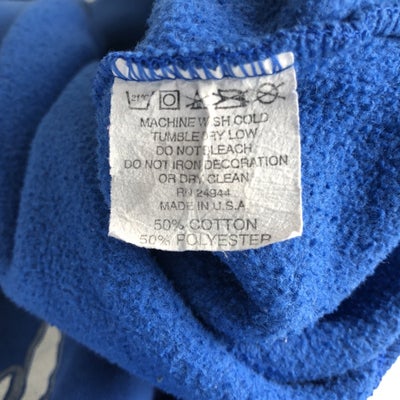 MACHINE WASH COLD
TUMBLE DRY LOW
DO NOT BLEACH
DO NOT IRON DECORATION
OR DRY CLEAN
RN 24944
MADE IN U.S.A
50% COTTON
50% POLYESTER